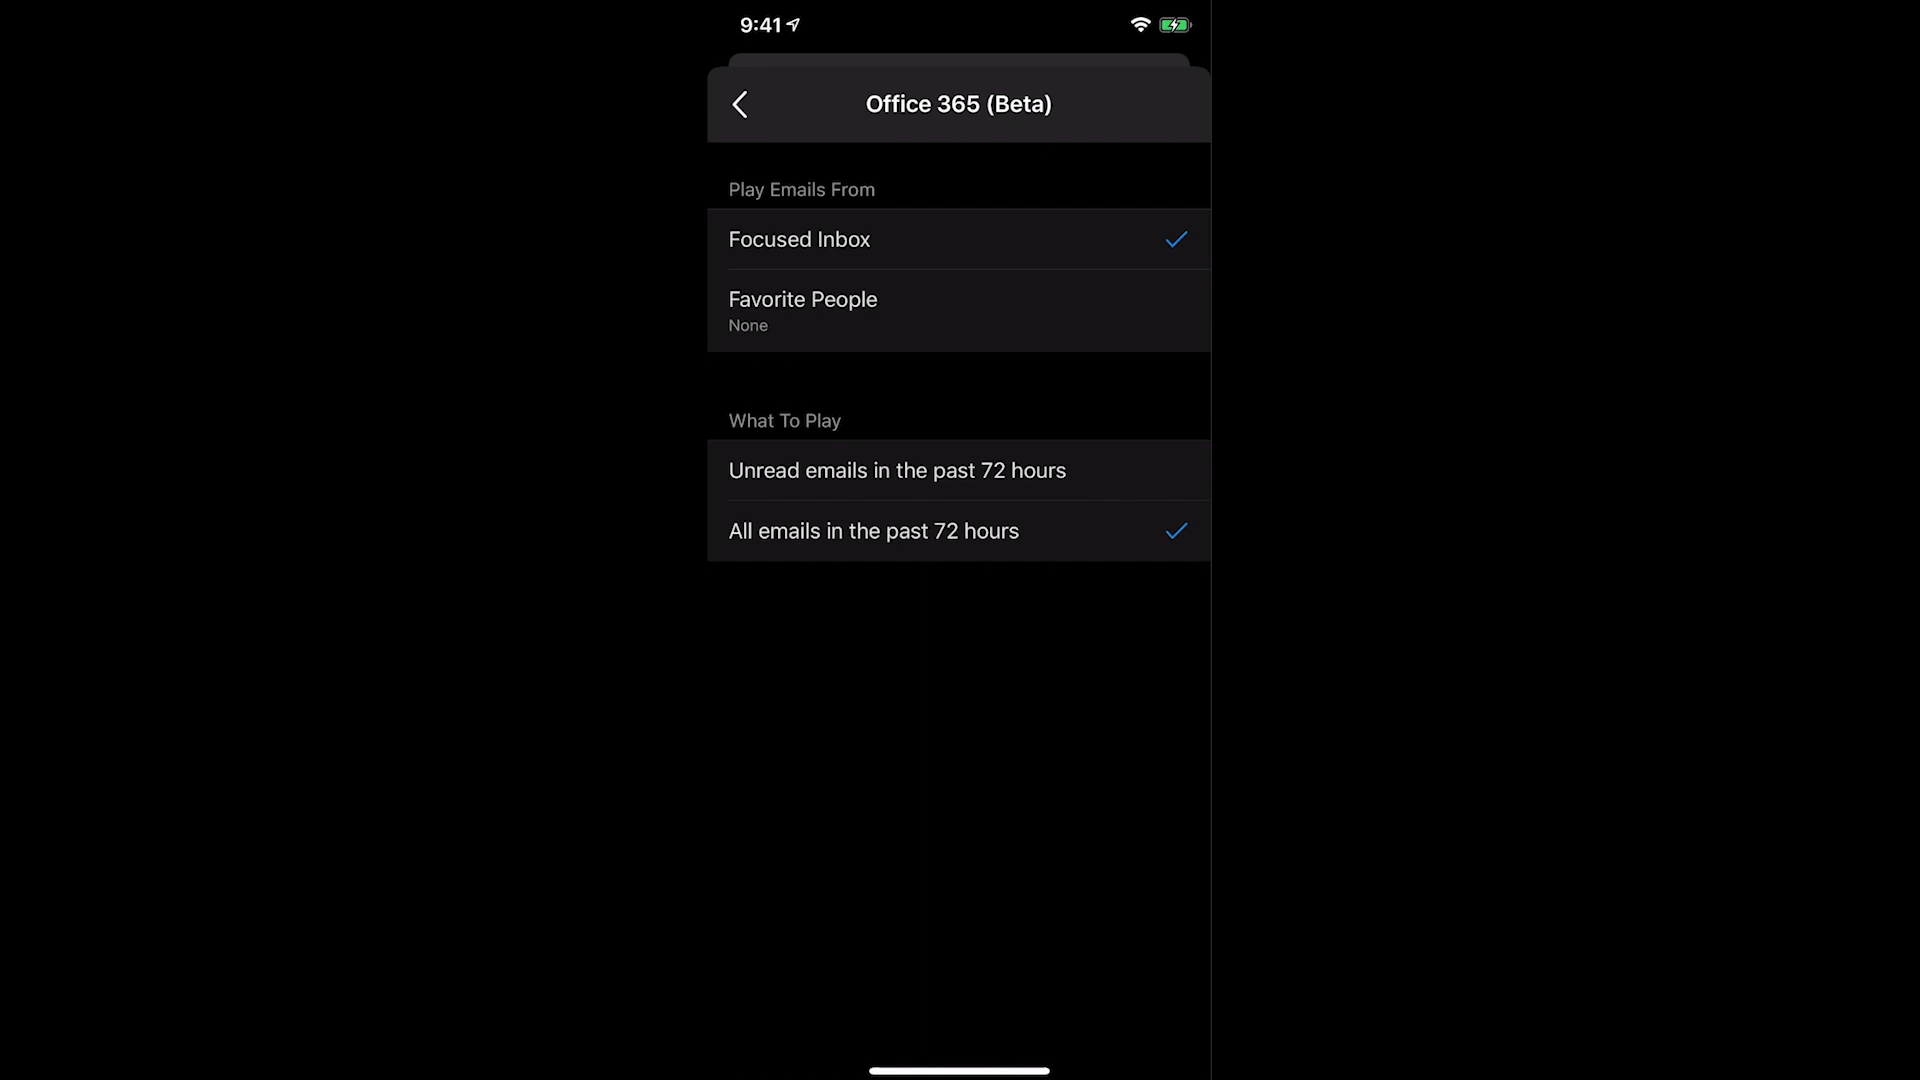 9:41
Office 365 (Beta)
Play Emails From
Focused Inbox
Favorite People
None
What To Play
Unread emails in the past 72 hours
All emails in the past 72 hours